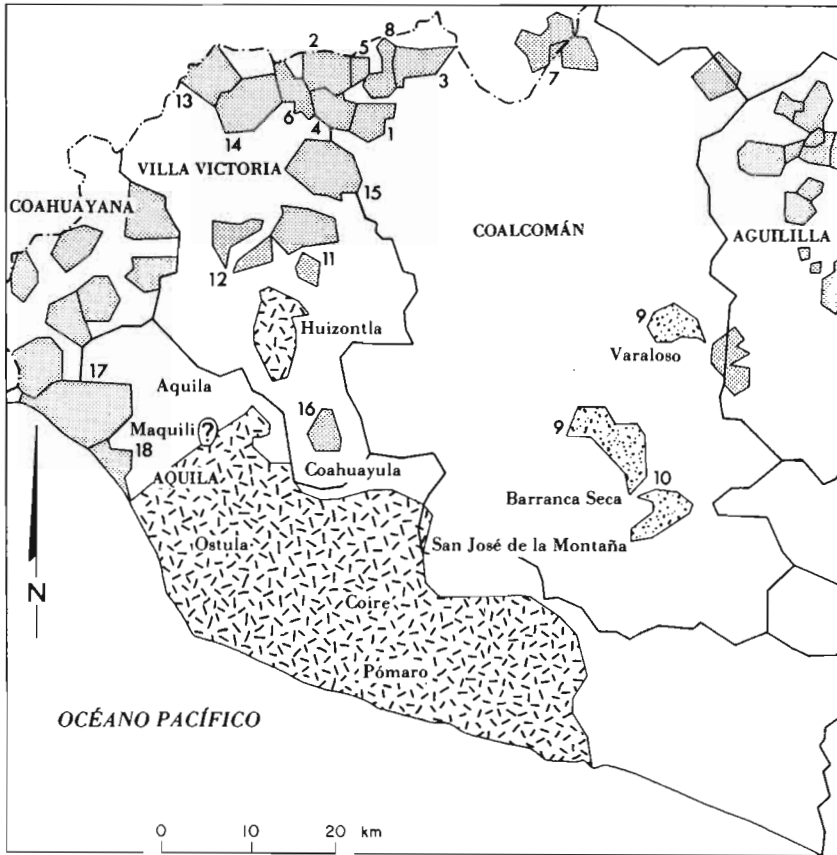 2
5
8
3
7
13
14
6
4
1
VILLA VICTORIA
15
COAHUAYANA
COALCOMÁN
AGUILILLA
12
11
9
Huizontla
Varaloso
17
Aquila
16
9
Maquili ?
18
Coahuayula
10
AQUILA
Barranca Seca
Ostula
San José de la Montaña
N
Coire
Pómaro
OCÉANO PACÍFICO
0 10 20 km